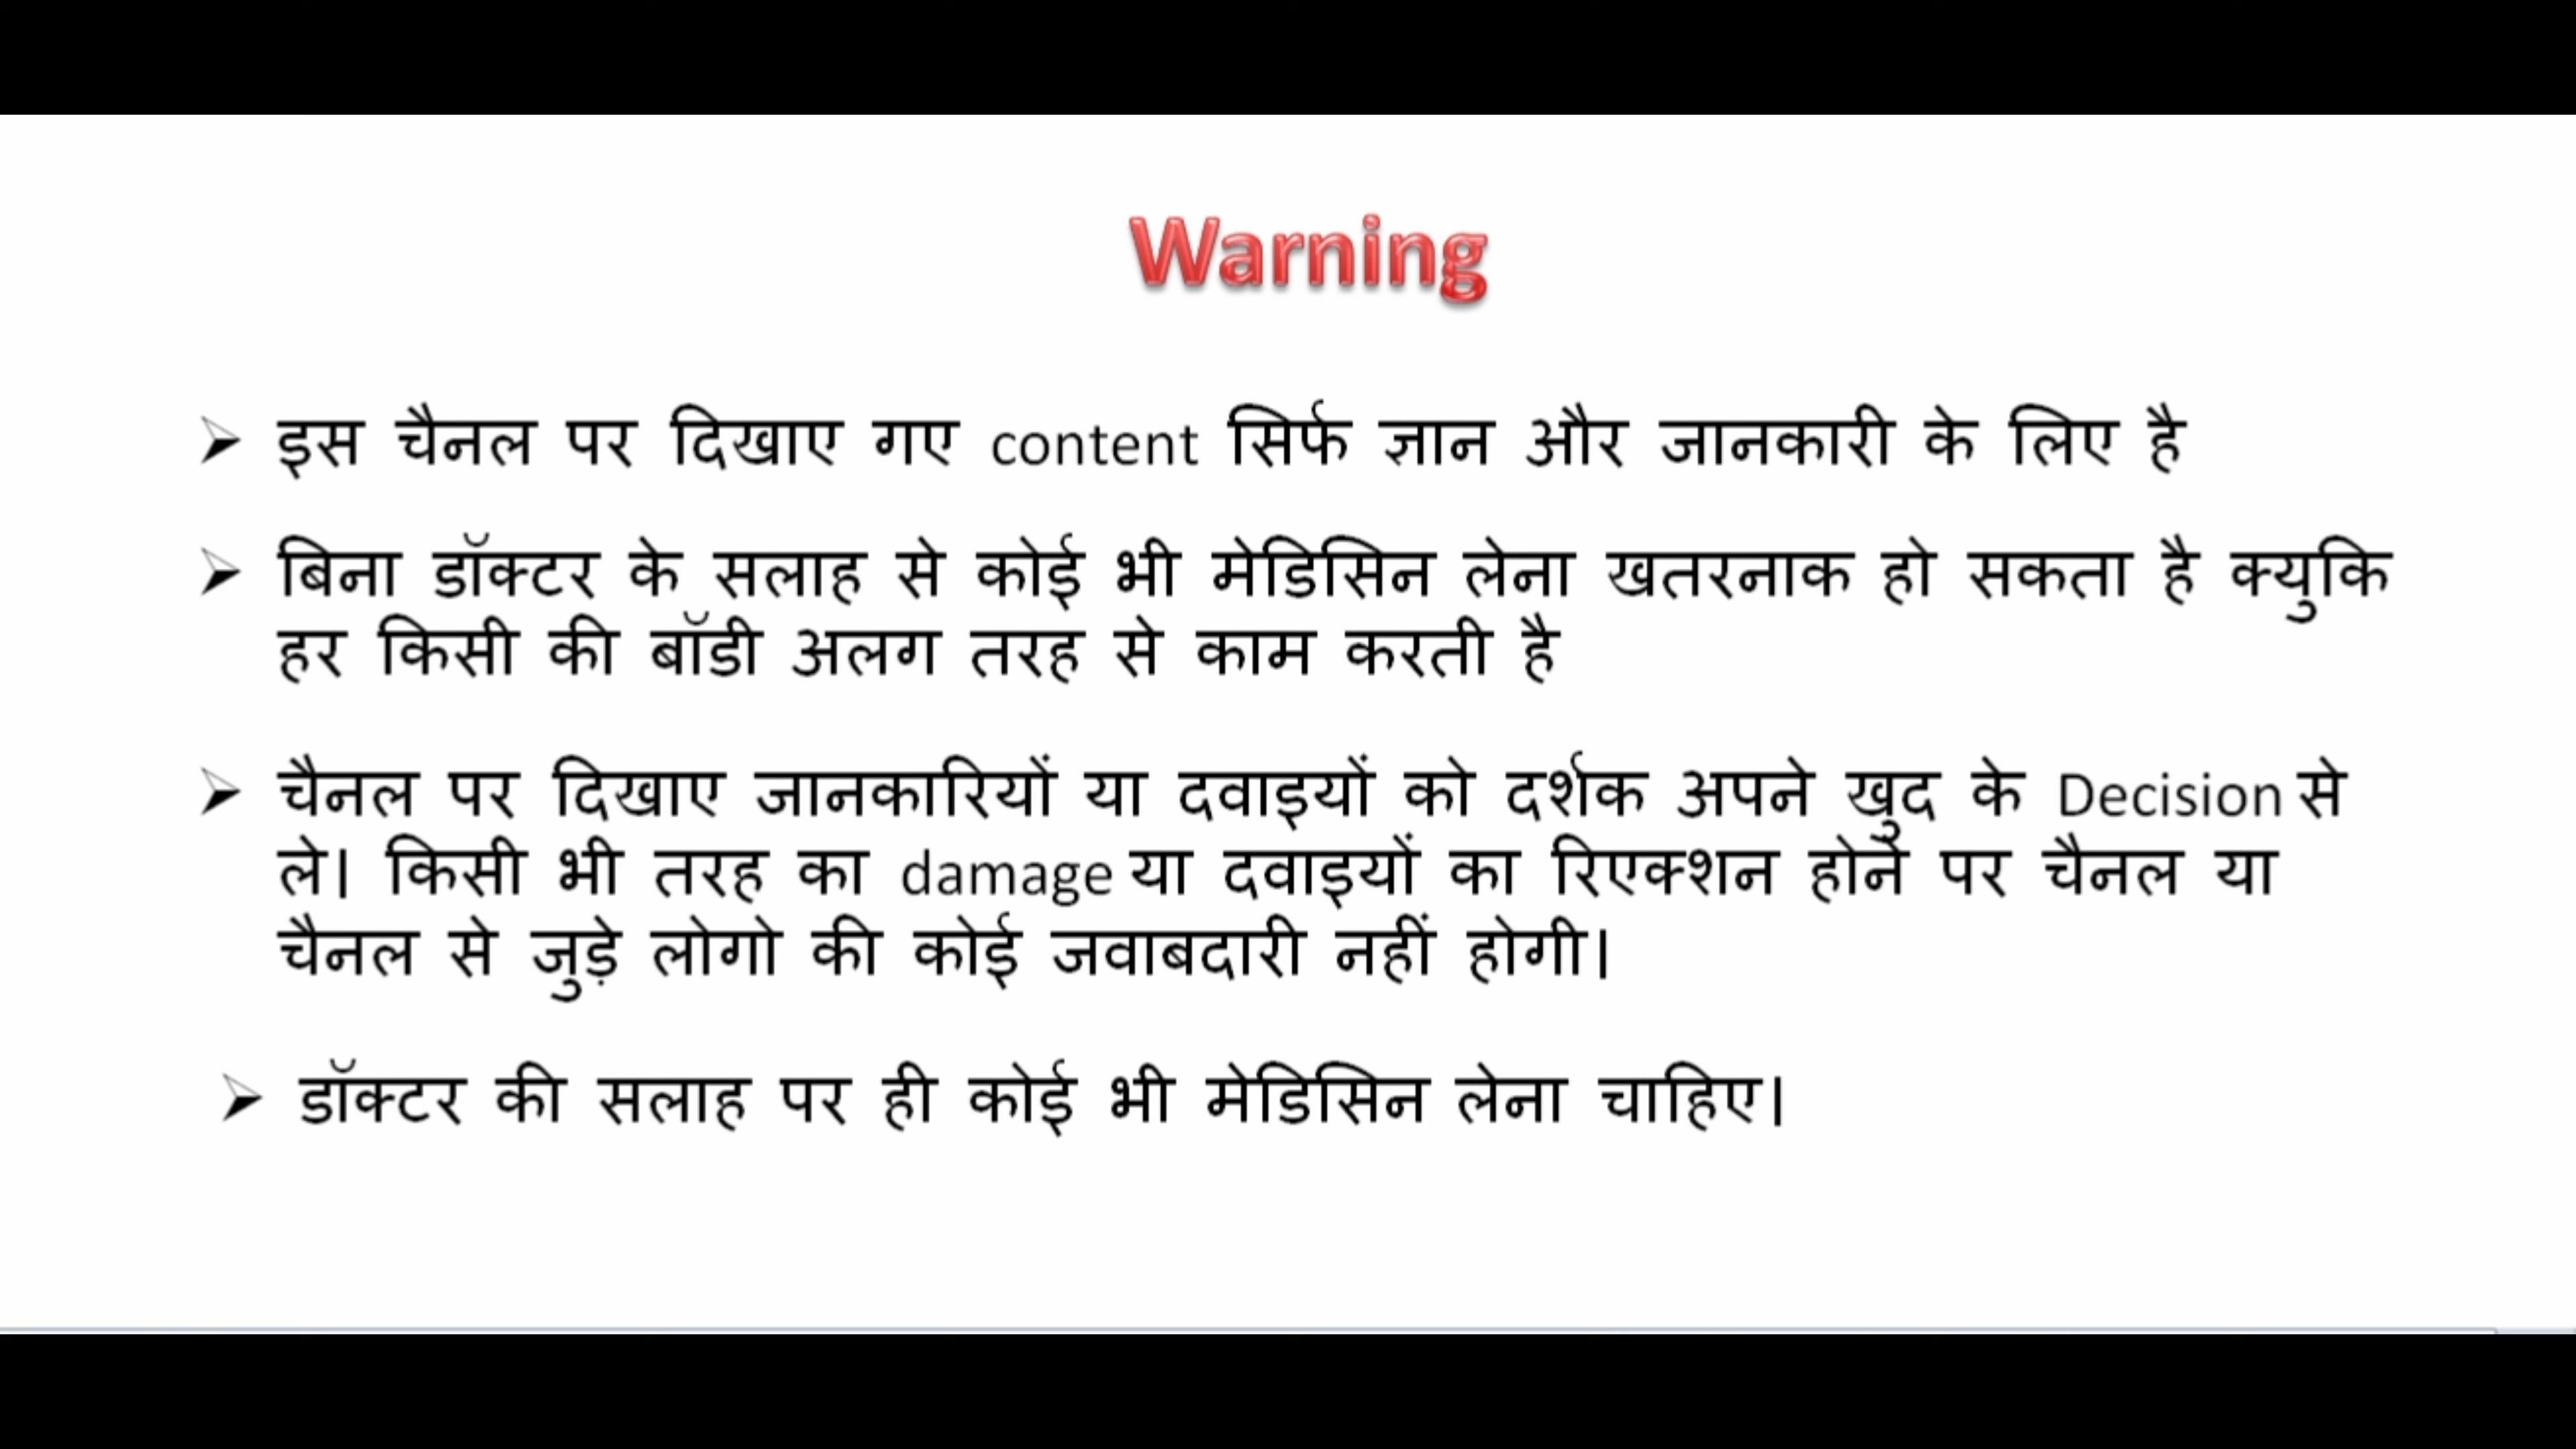 Warning
➢ इस चैनल पर दिखाए गए content सिर्फ ज्ञान और जानकारी के लिए है
➢ बिना डॉक्टर के सलाह से कोई भी मेडिसिन लेना खतरनाक हो सकता है क्युकि
हर किसी की बॉडी अलग तरह से काम करती है
➢ चैनल पर दिखाए जानकारियों या दवाइयों को दर्शक अपने खुद के Decision से
ले। किसी भी तरह का damage या दवाइयों का रिएक्शन होने पर चैनल या
चैनल से जुड़े लोगो की कोई जवाबदारी नहीं होगी।
➢ डॉक्टर की सलाह पर ही कोई भी मेडिसिन लेना चाहिए।